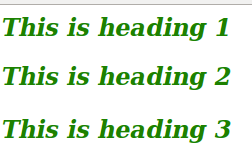 This is heading 1
This is heading 2
This is heading 3